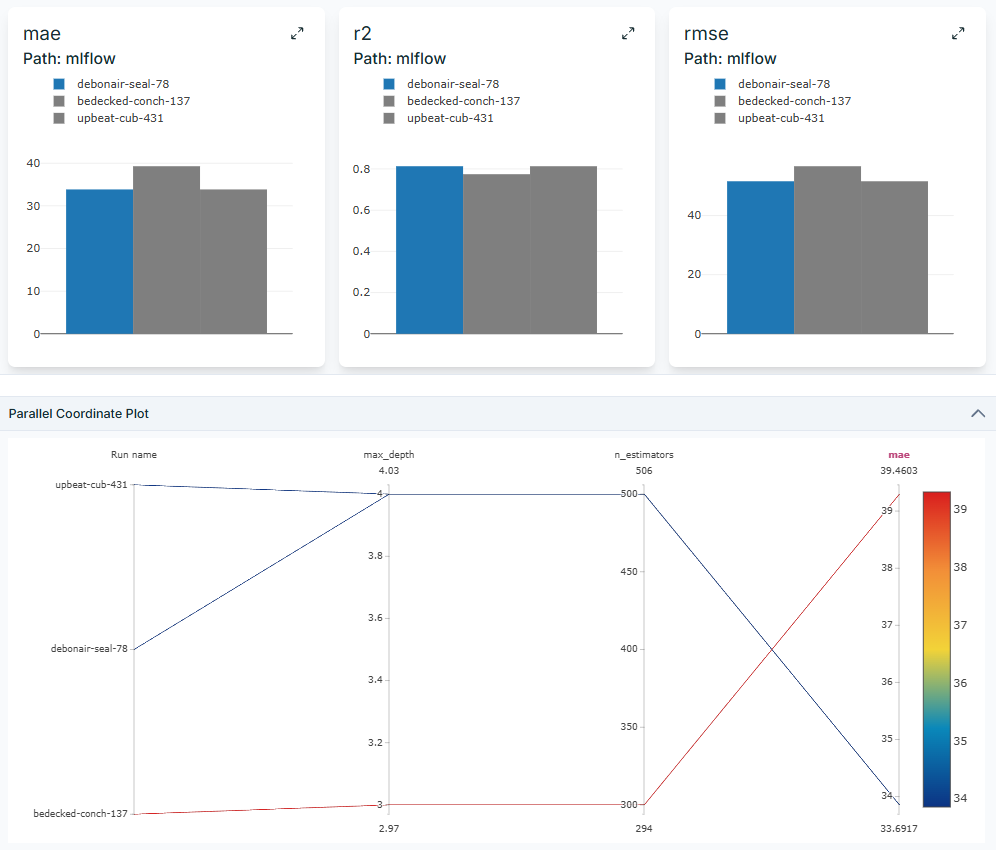 mae
Path: mlflow
debonair-seal-78
bedecked-conch-137
upbeat-cub-431
40
30
20
10
0
r2
Path: mlflow
debonair-seal-78
bedecked-conch-137
upbeat-cub-431
0.8
0.6
0.4
0.2
0
rmse
Path: mlflow
debonair-seal-78
bedecked-conch-137
upbeat-cub-431
40
20
0
Parallel Coordinate Plot
Run name
upbeat-cub-431
debonair-seal-78
bedecked-conch-137
max_depth
4.03
4
3.8
3.6
3.4
3.2
3
2.97
n_estimators
506
500
450
400
350
300
294
mae
39.4603
39
38
37
36
35
34
33.6917
39
38
37
36
35
34